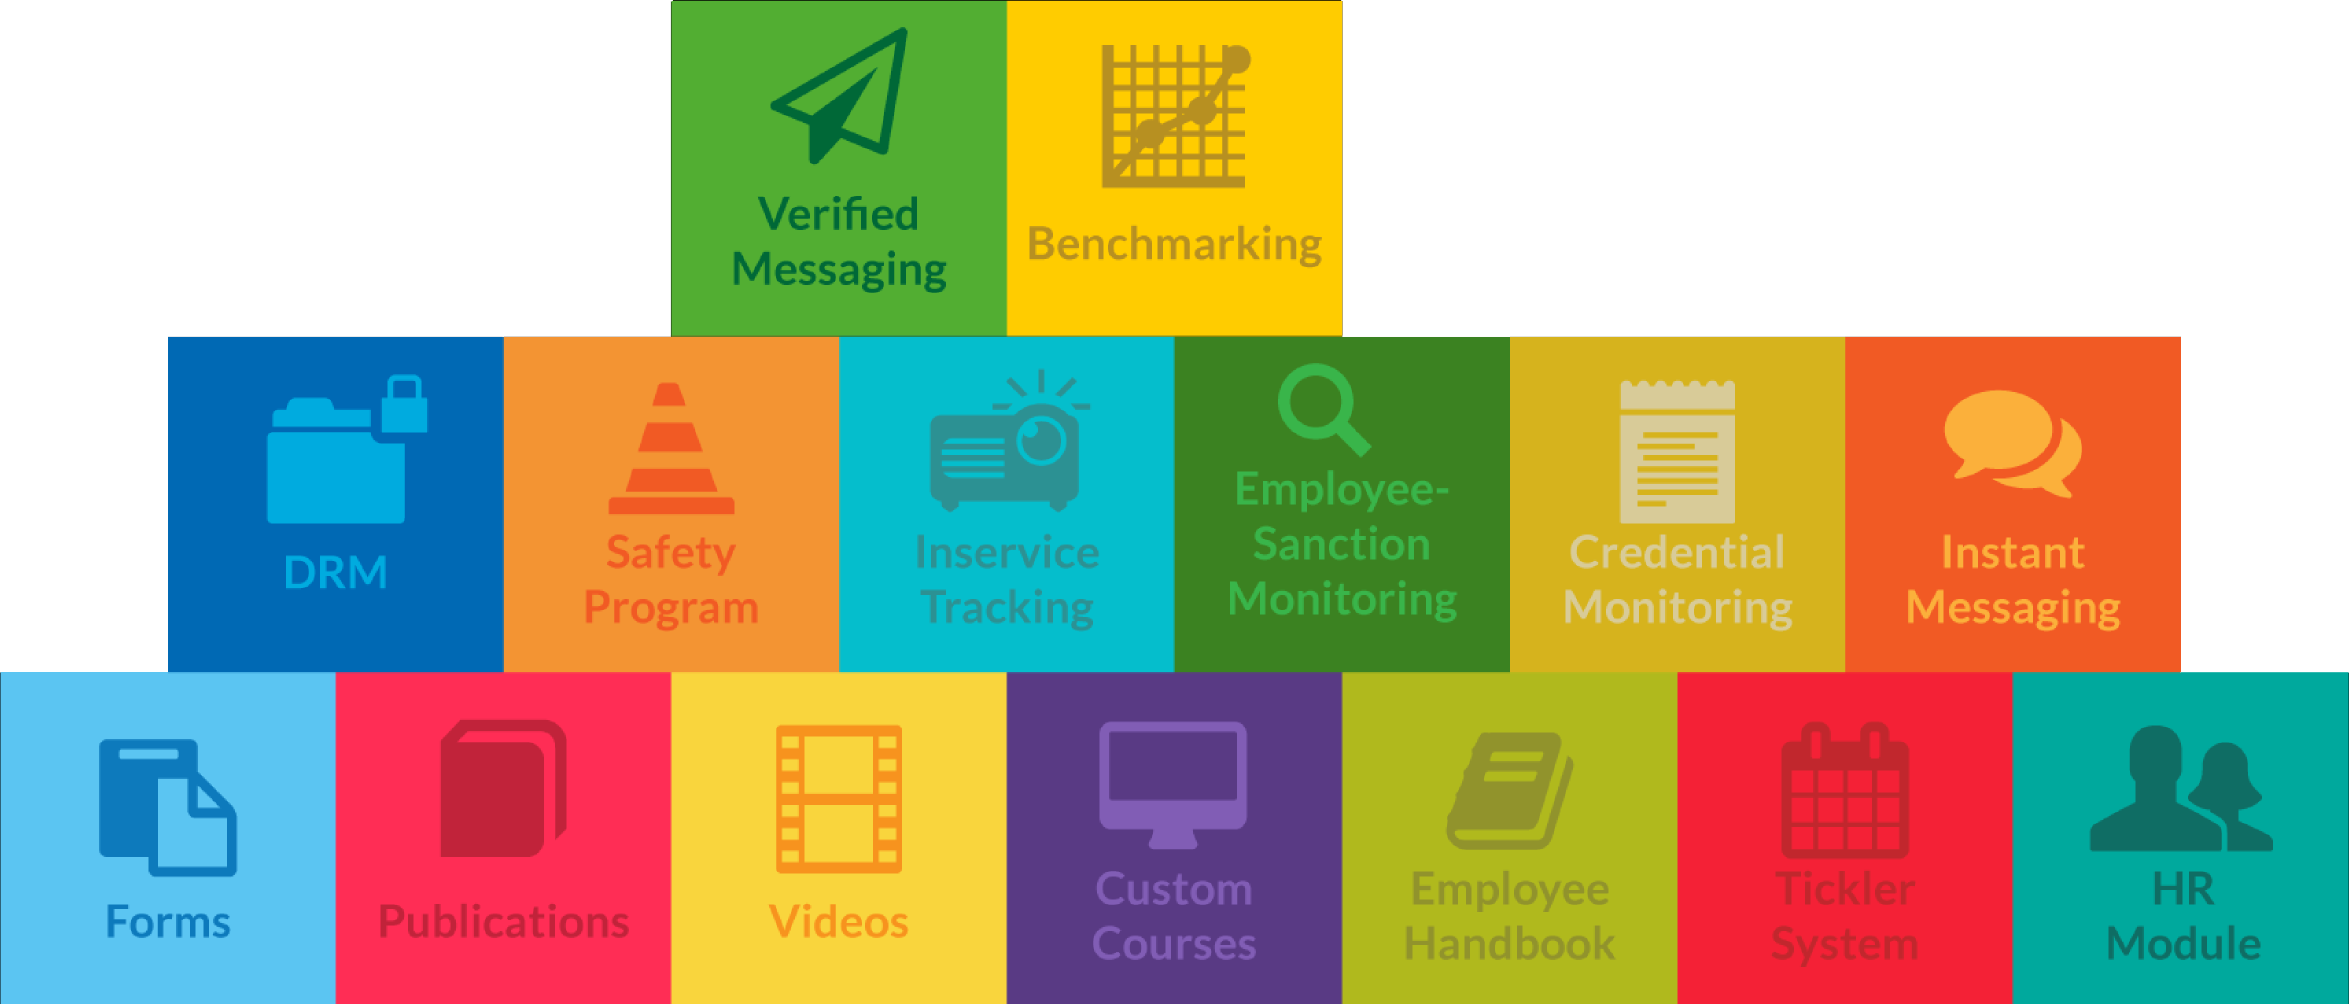 Verified
Messaging
Benchmarking
DRM
Safety
Program
Inservice
Tracking
Employee-
Sanction
Monitoring
Credential
Monitoring
Instant
Messaging
Forms
Publications
Videos
Custom
Courses
Employee
Handbook
Tickler
System
HR
Module